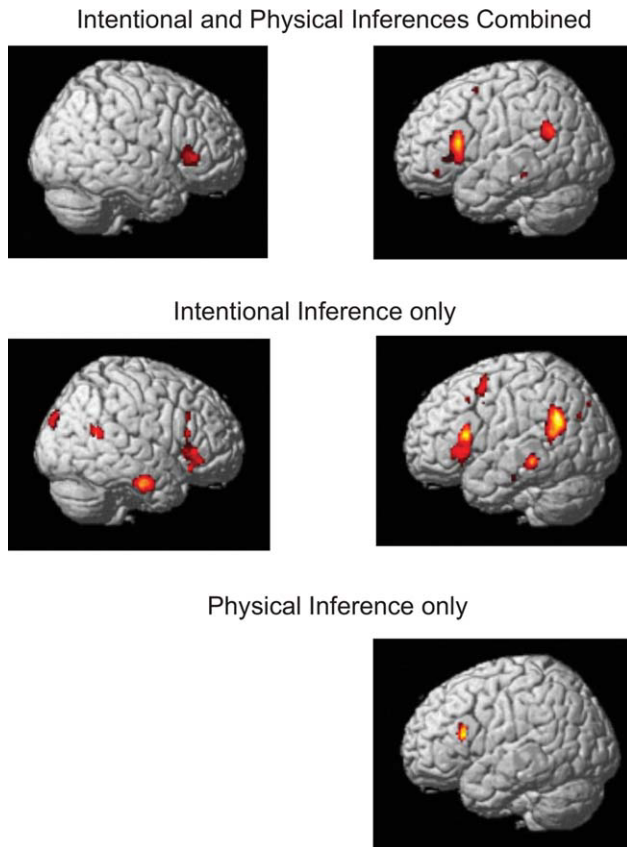 Intentional and Physical Inferences Combined
Intentional Inference only
Physical Inference only